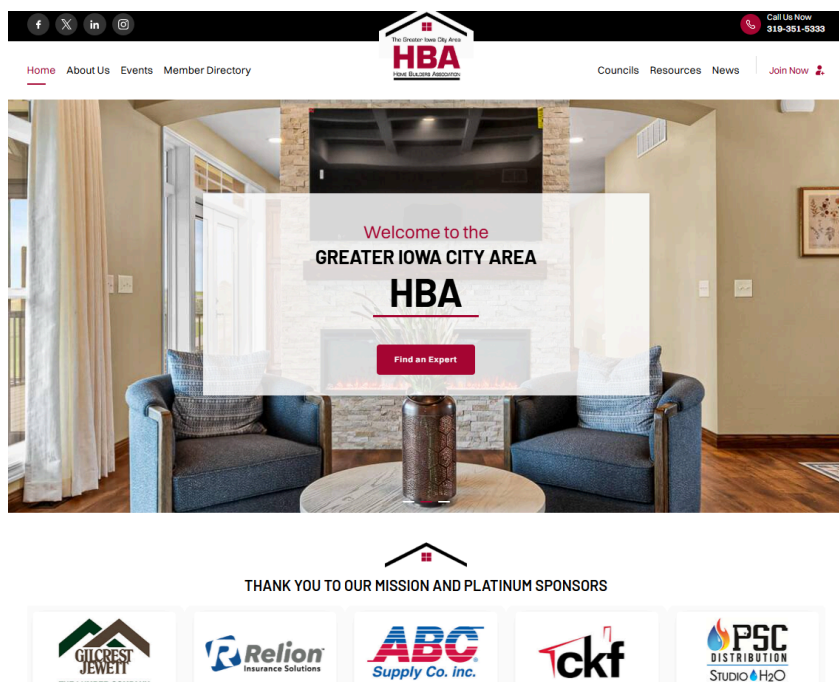 Call Us Now
319-351-5333
The Greater Iowa City Area
HBA
HOME BUILDERS ASSOCIATION
Home About Us Events Member Directory
Councils Resources News Join Now
Welcome to the
GREATER IOWA CITY AREA
HBA
Find an Expert
THANK YOU TO OUR MISSION AND PLATINUM SPONSORS
GILCREST
JEWETT
Relion
Insurance Solutions
ABC
Supply Co. inc.
ckf
PSC
DISTRIBUTION
STUDIO H2O